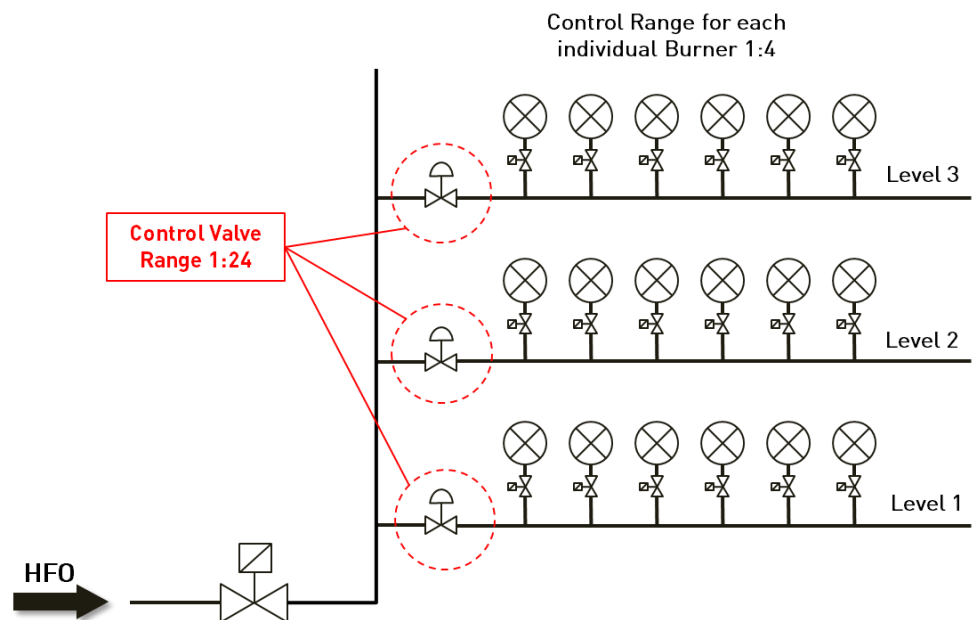 Control Range for each
individual Burner 1:4
Level 3
Control Valve
Range 1:24
Level 2
Level 1
HFO